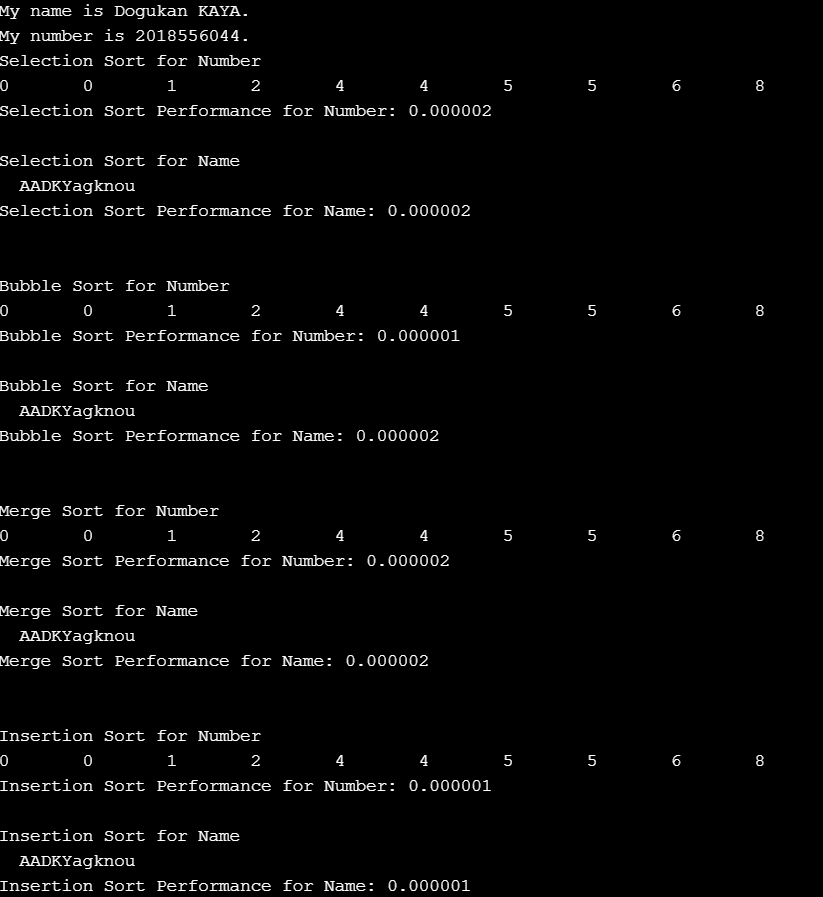 My name is Dogukan KAYA.
My number is 2018556044.
Selection Sort for Number
0 0 1 2 4 4 5 5 6 8
Selection Sort Performance for Number: 0.000002
Selection Sort for Name
AADKYagknou
Selection Sort Performance for Name: 0.000002
Bubble Sort for Number
0 0 1 2 4 4 5 5 6 8
Bubble Sort Performance for Number: 0.000001
Bubble Sort for Name
AADKYagknou
Bubble Sort Performance for Name: 0.000002
Merge Sort for Number
0 0 1 2 4 4 5 5 6 8
Merge Sort Performance for Number: 0.000002
Merge Sort for Name
AADKYagknou
Merge Sort Performance for Name: 0.000002
Insertion Sort for Number
0 0 1 2 4 4 5 5 6 8
Insertion Sort Performance for Number: 0.000001
Insertion Sort for Name
AADKYagknou
Insertion Sort Performance for Name: 0.000001